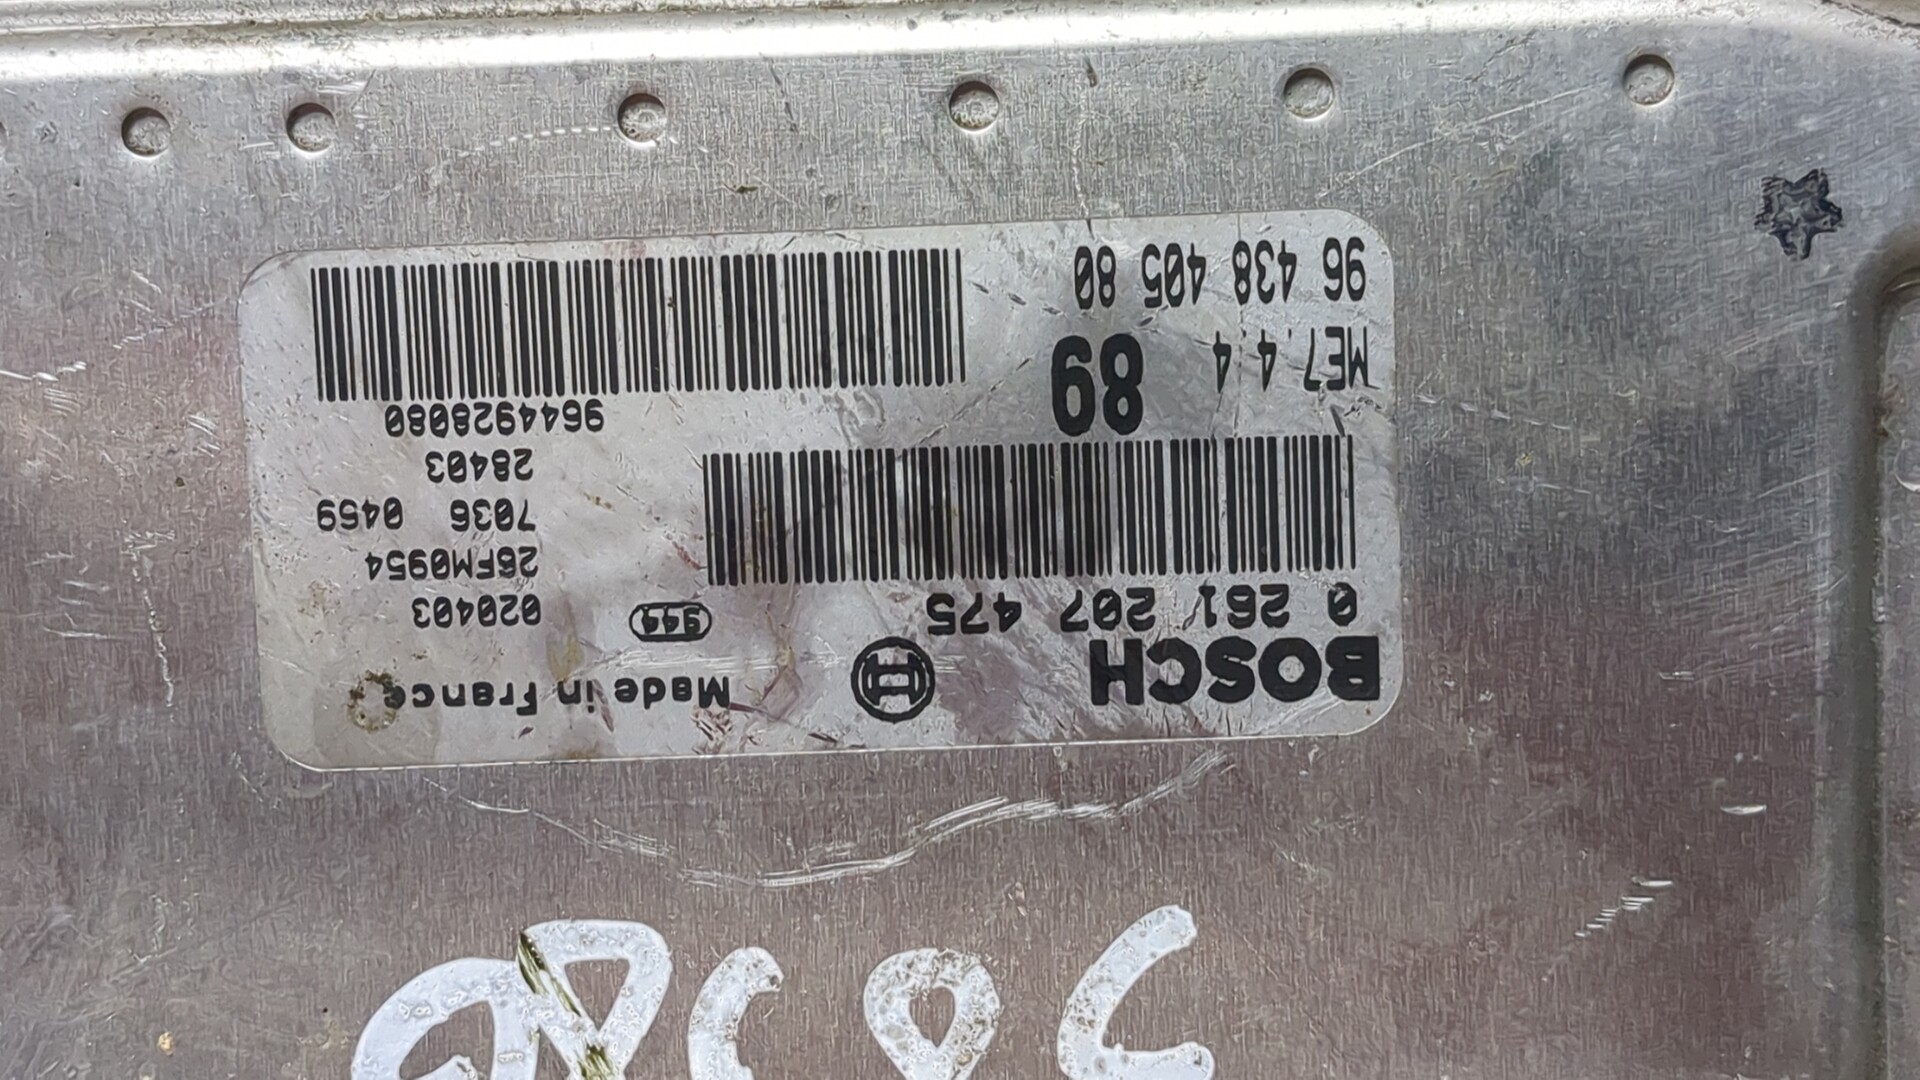 BOSCH Made in France
0 261 207 475 944 020403
26FM0954
7036 0459
28403
9644928080
ME7.4.4 89
96 438 405 80